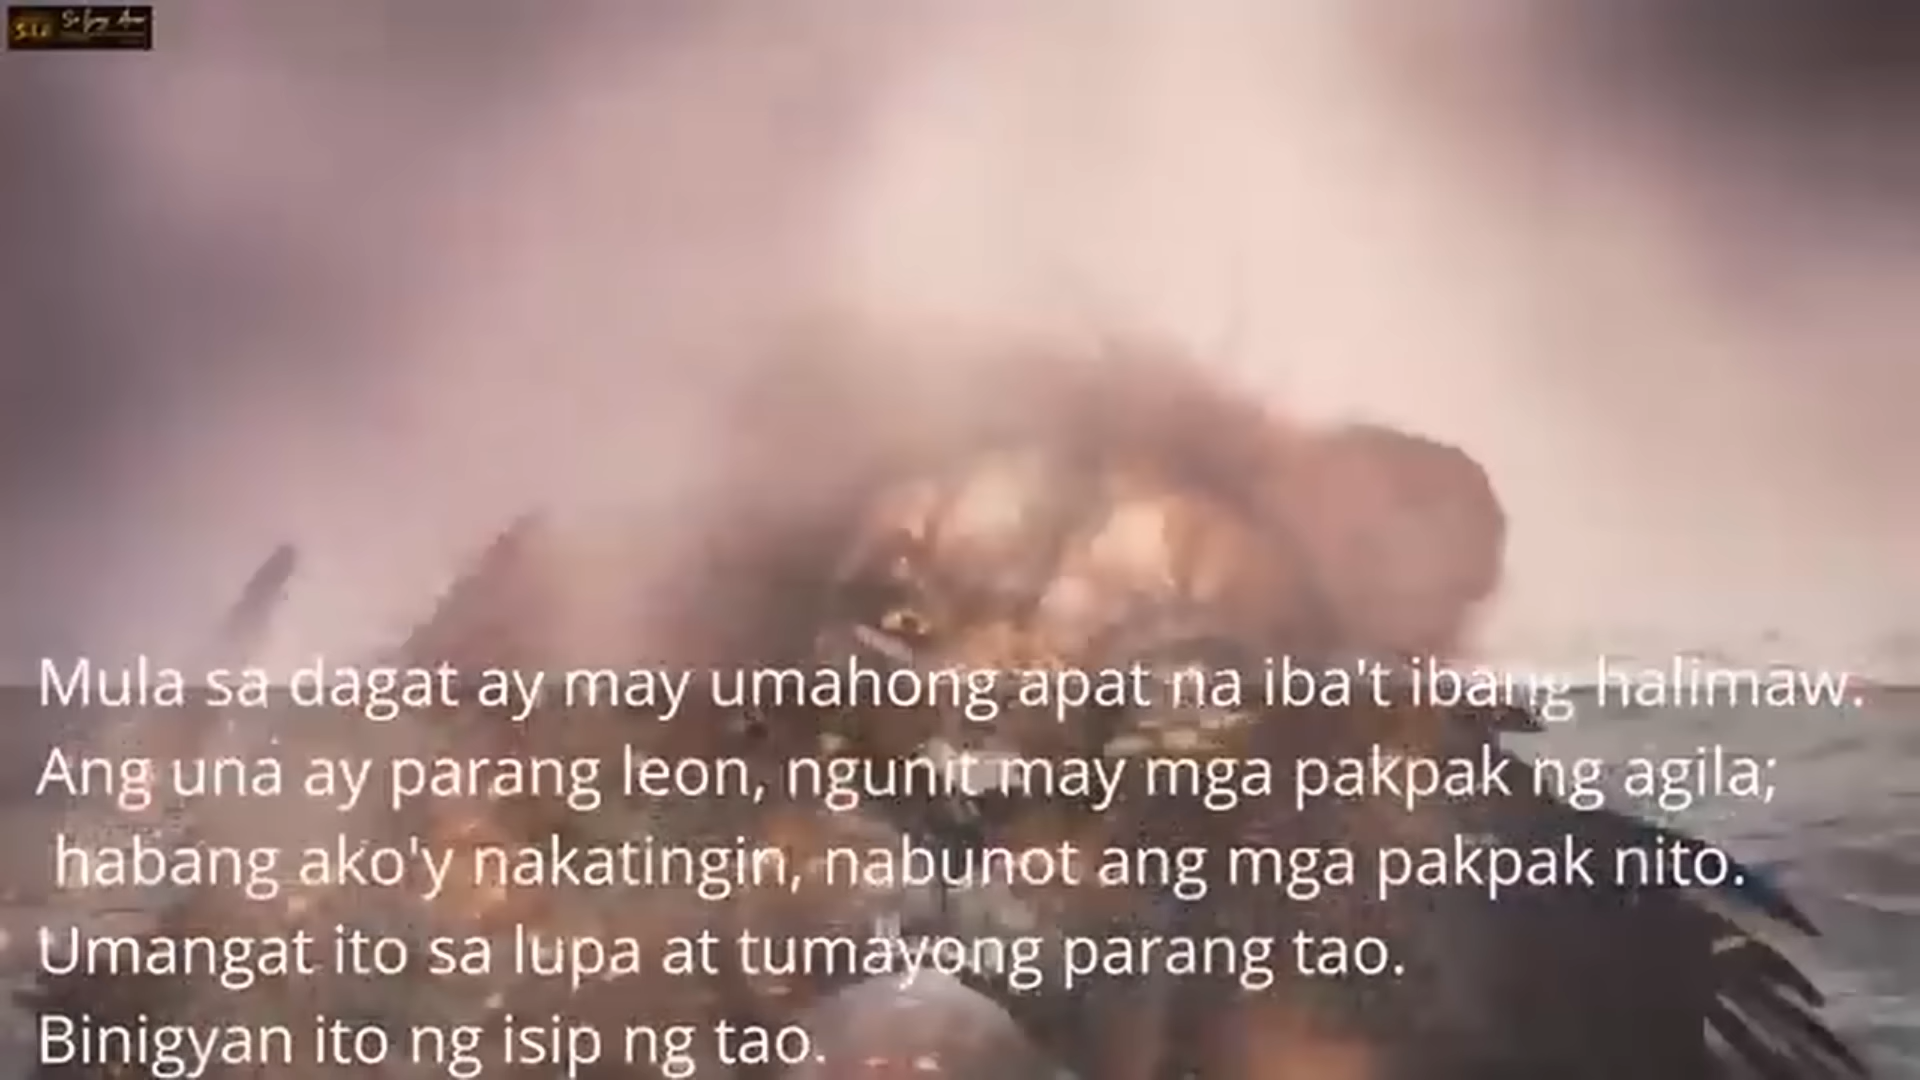 Mula sa dagat ay may umahong apat na iba't ibang halimaw.
Ang una ay parang leon, ngunit may mga pakpak ng agila;
habang ako'y nakatingin, nabunot ang mga pakpak nito.
Umangat ito sa lupa at tumayong parang tao.
Binigyan ito ng isip ng tao.